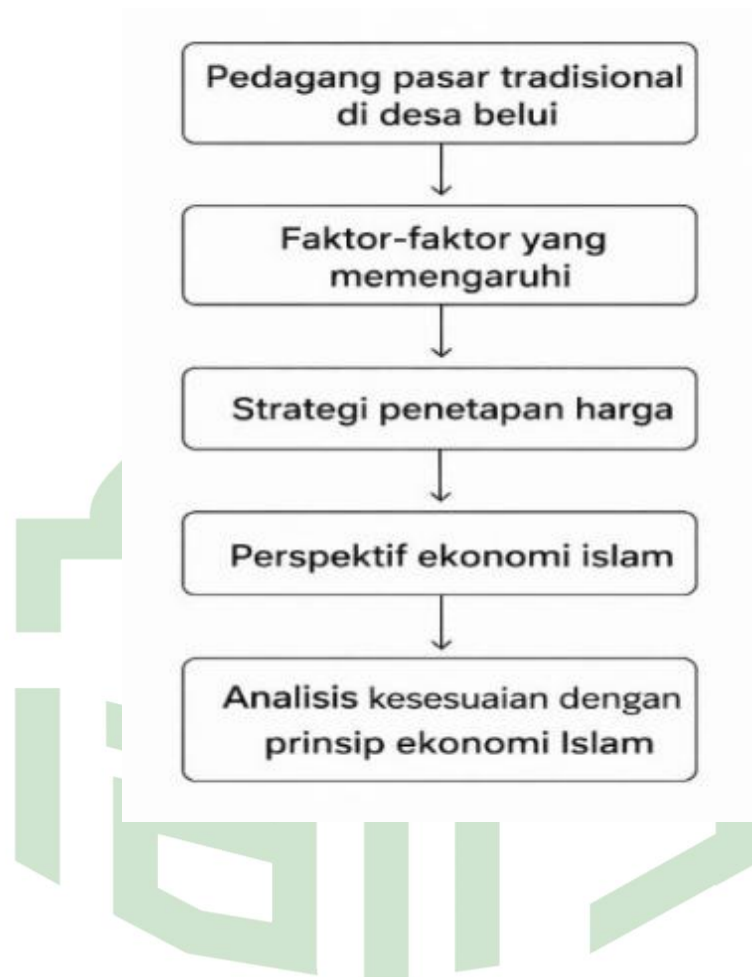 Pedagang pasar tradisional
di desa belui
Faktor-faktor yang
memengaruhi
Strategi penetapan harga
Perspektif ekonomi islam
Analisis kesesuaian dengan
prinsip ekonomi Islam